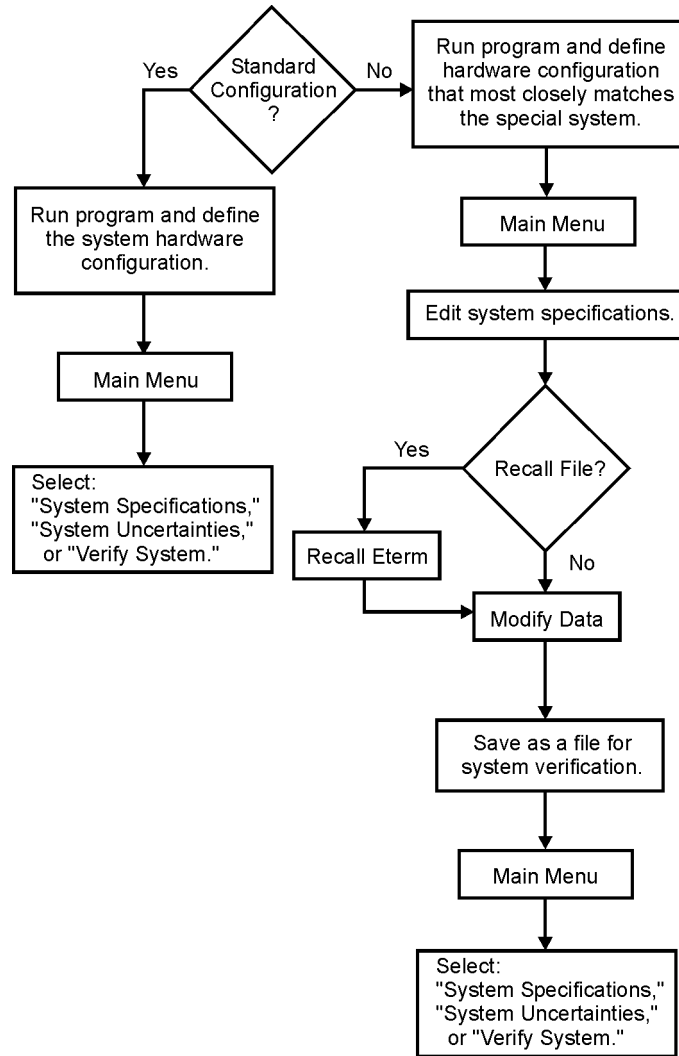 Yes
Standard
Configuration
?
No
Run program and define
hardware configuration
that most closely matches
the special system.
Run program and define
the system hardware
configuration.
Main Menu
Select:
"System Specifications,"
"System Uncertainties,"
or "Verify System."
Main Menu
Edit system specifications.
Yes
Recall File?
Recall Eterm
No
Modify Data
Save as a file for
system verification.
Main Menu
Select:
"System Specifications,"
"System Uncertainties,"
or "Verify System."